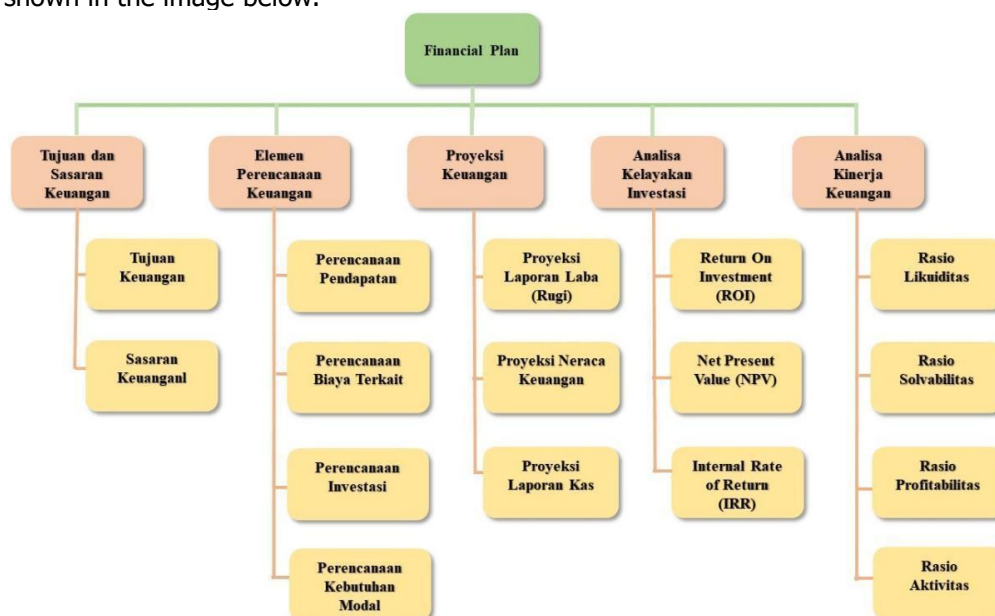 shown in the image below.
Financial Plan
Tujuan dan
Sasaran
Keuangan
Tujuan
Keuangan
Sasaran
Keuanganl
Elemen
Perencanaan
Keuangan
Perencanaan
Pendapatan
Perencanaan
Biaya Terkait
Perencanaan
Investasi
Perencanaan
Kebutuhan
Modal
Proyeksi
Keuangan
Proyeksi
Laporan Laba
(Rugi)
Proyeksi Neraca
Keuangan
Proyeksi
Laporan Kas
Analisa
Kelayakan
Investasi
Return On
Investment
(ROI)
Net Present
Value (NPV)
Internal Rate
of Return
(IRR)
Analisa
Kinerja
Keuangan
Rasio
Likuiditas
Rasio
Solvabilitas
Rasio
Profitabilitas
Rasio
Aktivitas